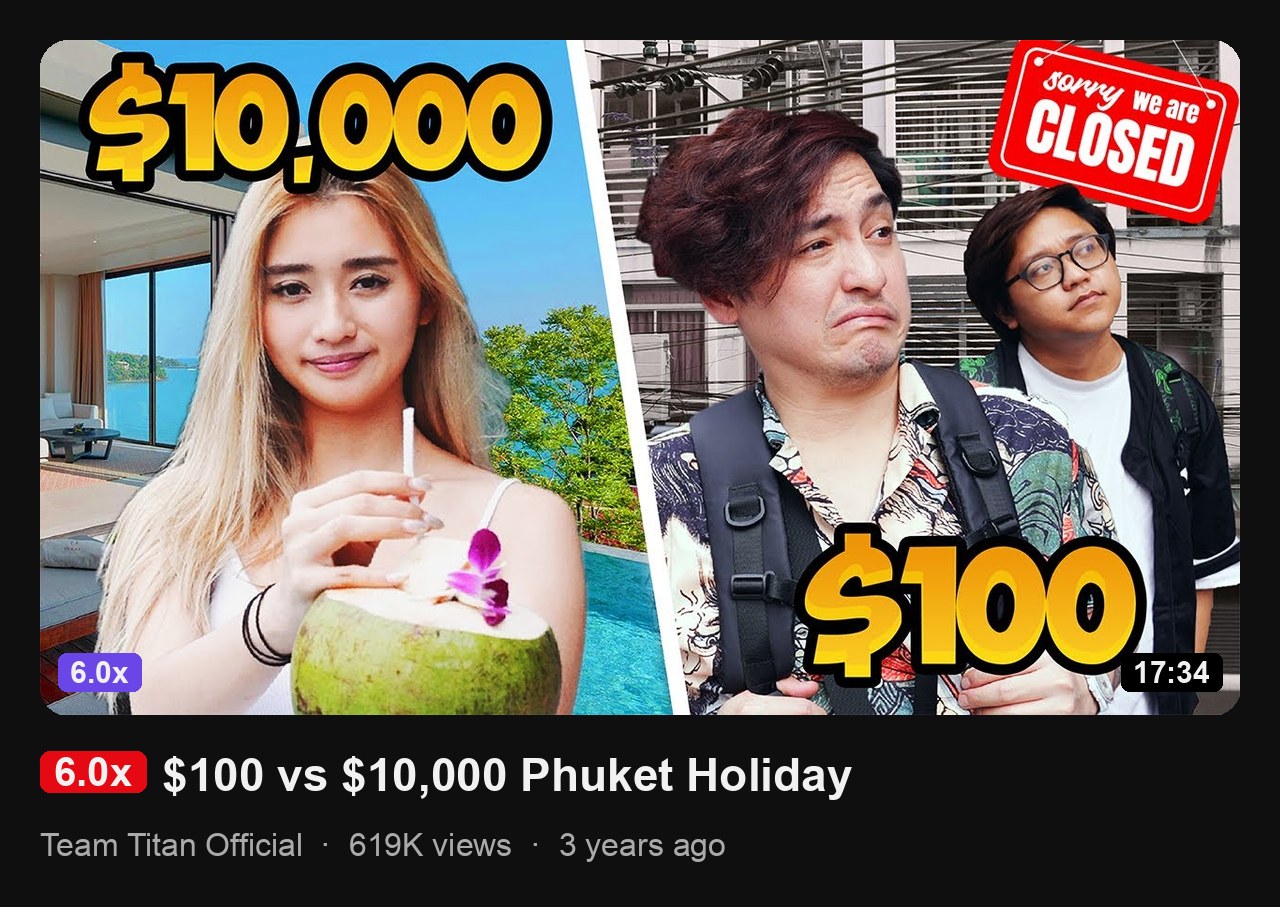 $10,000
sorry we are
CLOSED
$100
6.0x
17:34
6.0x $100 vs $10,000 Phuket Holiday
Team Titan Official · 619K views · 3 years ago